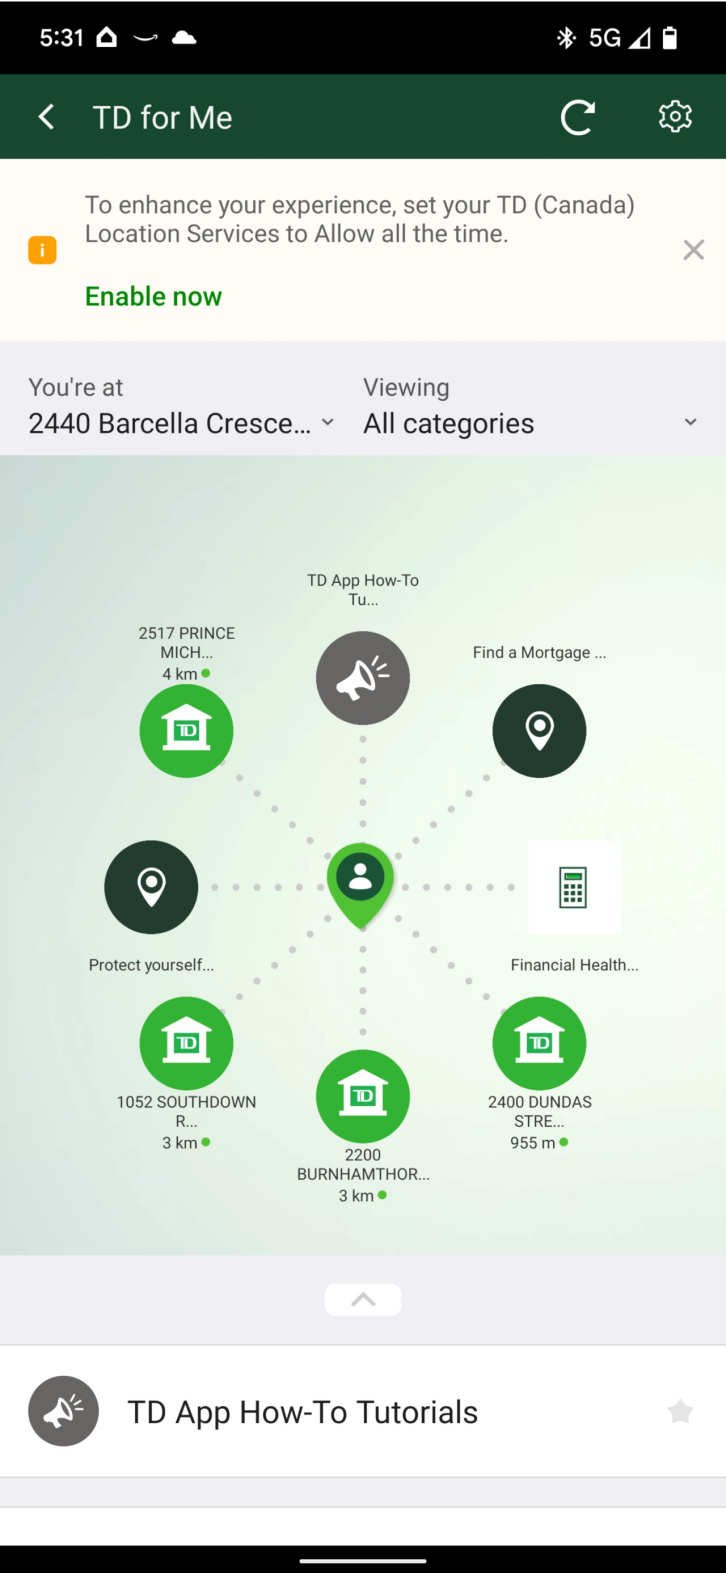 5:31
5G
TD for Me
To enhance your experience, set your TD (Canada)
Location Services to Allow all the time.
Enable now
You're at
Viewing
2440 Barcella Cresce...
All categories
TD App How-To
Tu...
2517 PRINCE
MICH...
4 km
Find a Mortgage ...
TD
Protect yourself...
Financial Health...
TD
TD
TD
1052 SOUTHDOWN
R...
3 km
2400 DUNDAS
STRE...
955 m
2200
BURNHAMTHOR...
3 km
TD App How-To Tutorials